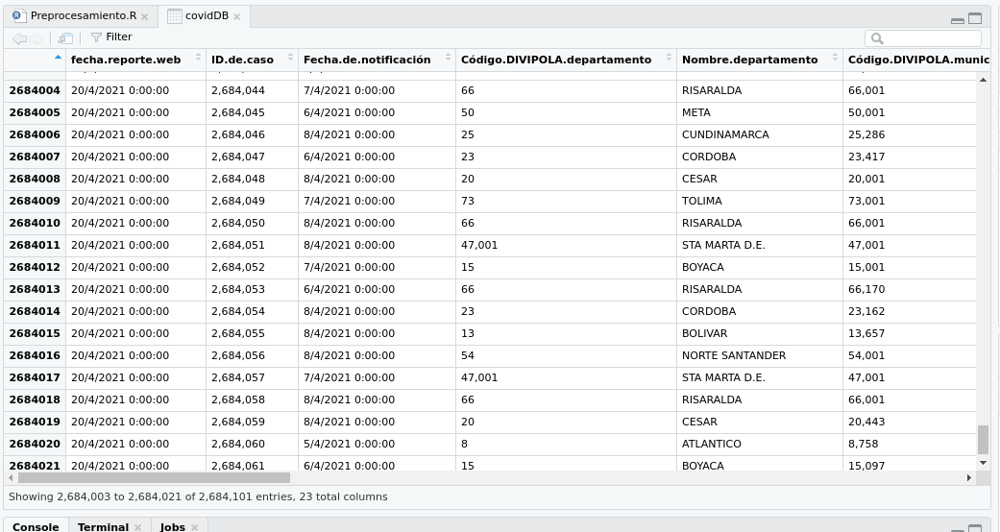 Preprocesamiento.R covidDB
Filter
fecha.reporte.web ID.de.caso Fecha.de.notificación Código.DIVIPOLA.departamento Nombre.departamento Código.DIVIPOLA.munic
2684004 20/4/2021 0:00:00 2,684,044 7/4/2021 0:00:00 66 RISARALDA 66,001
2684005 20/4/2021 0:00:00 2,684,045 6/4/2021 0:00:00 50 META 50,001
2684006 20/4/2021 0:00:00 2,684,046 8/4/2021 0:00:00 25 CUNDINAMARCA 25,286
2684007 20/4/2021 0:00:00 2,684,047 6/4/2021 0:00:00 23 CORDOBA 23,417
2684008 20/4/2021 0:00:00 2,684,048 8/4/2021 0:00:00 20 CESAR 20,001
2684009 20/4/2021 0:00:00 2,684,049 7/4/2021 0:00:00 73 TOLIMA 73,001
2684010 20/4/2021 0:00:00 2,684,050 8/4/2021 0:00:00 66 RISARALDA 66,001
2684011 20/4/2021 0:00:00 2,684,051 8/4/2021 0:00:00 47,001 STA MARTA D.E. 47,001
2684012 20/4/2021 0:00:00 2,684,052 7/4/2021 0:00:00 15 BOYACA 15,001
2684013 20/4/2021 0:00:00 2,684,053 6/4/2021 0:00:00 66 RISARALDA 66,170
2684014 20/4/2021 0:00:00 2,684,054 8/4/2021 0:00:00 23 CORDOBA 23,162
2684015 20/4/2021 0:00:00 2,684,055 8/4/2021 0:00:00 13 BOLIVAR 13,657
2684016 20/4/2021 0:00:00 2,684,056 8/4/2021 0:00:00 54 NORTE SANTANDER 54,001
2684017 20/4/2021 0:00:00 2,684,057 7/4/2021 0:00:00 47,001 STA MARTA D.E. 47,001
2684018 20/4/2021 0:00:00 2,684,058 8/4/2021 0:00:00 66 RISARALDA 66,001
2684019 20/4/2021 0:00:00 2,684,059 8/4/2021 0:00:00 20 CESAR 20,443
2684020 20/4/2021 0:00:00 2,684,060 5/4/2021 0:00:00 8 ATLANTICO 8,758
2684021 20/4/2021 0:00:00 2,684,061 6/4/2021 0:00:00 15 BOYACA 15,097
Showing 2,684,003 to 2,684,021 of 2,684,101 entries, 23 total columns
Console Terminal Jobs